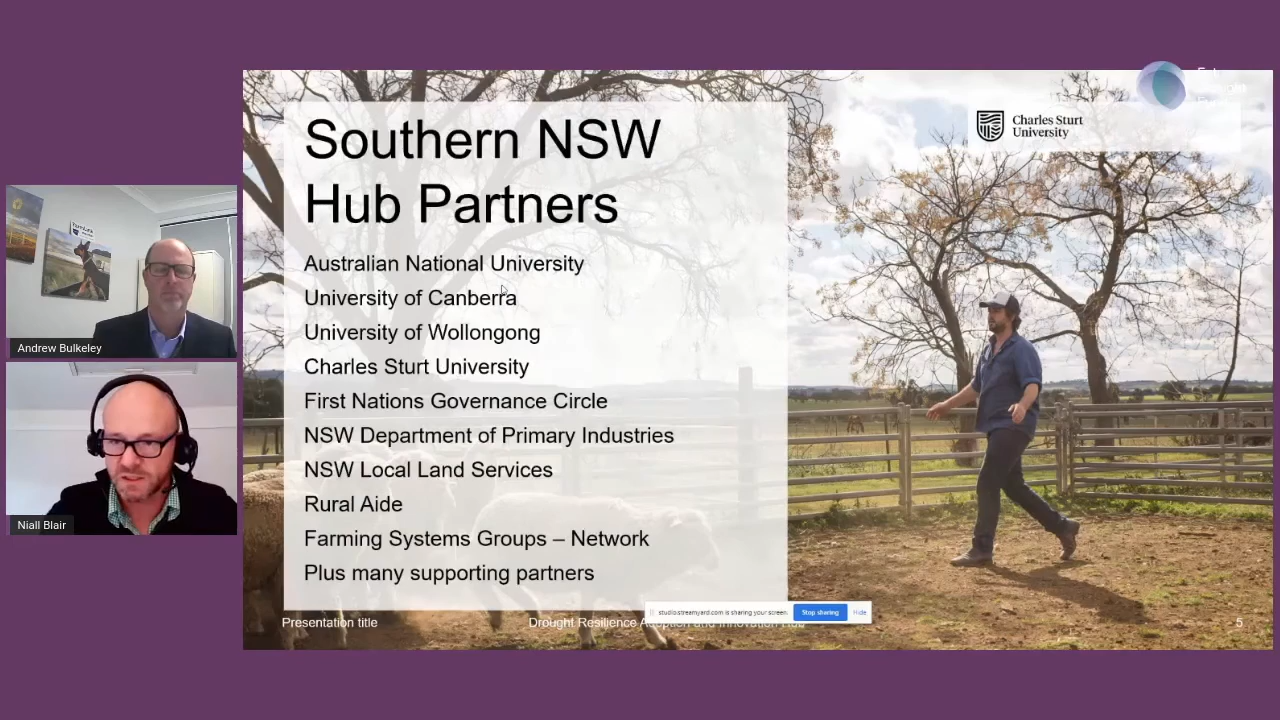 Southern NSW
Hub Partners
Australian National University
University of Canberra
University of Wollongong
Charles Sturt University
First Nations Governance Circle
NSW Department of Primary Industries
NSW Local Land Services
Rural Aide
Farming Systems Groups – Network
Plus many supporting partners
Charles Sturt
University
Andrew Bulkeley
Niall Blair
studio.streamyard.com is sharing your screen.
Stop sharing
Hide
Presentation title
Drought Resilience Adoption and Innovation Hub
5